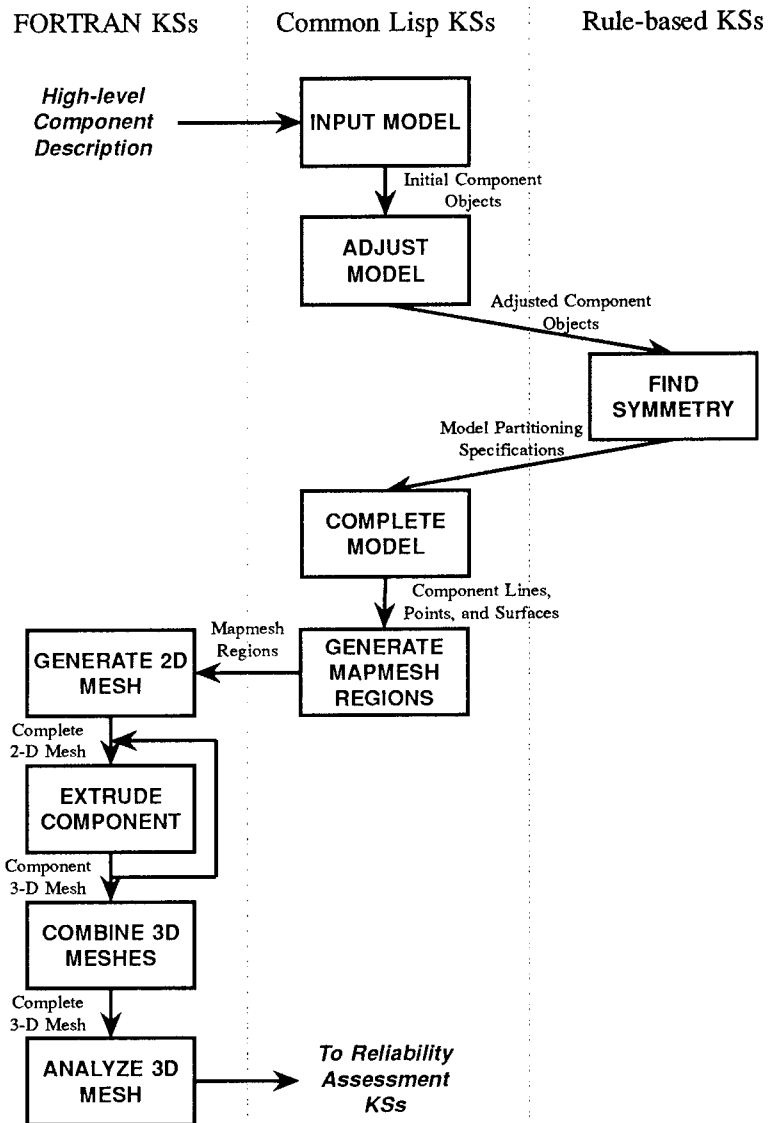 FORTRAN KSs
Common Lisp KSs
Rule-based KSs
High-level
Component
Description
INPUT MODEL
Initial Component
Objects
ADJUST
MODEL
Adjusted Component
Objects
FIND
SYMMETRY
Model Partitioning
Specifications
COMPLETE
MODEL
Component Lines,
Points, and Surfaces
GENERATE
MAPMESH
REGIONS
Mapmesh
Regions
GENERATE 2D
MESH
Complete
2-D Mesh
EXTRUDE
COMPONENT
Component
3-D Mesh
COMBINE 3D
MESHES
Complete
3-D Mesh
ANALYZE 3D
MESH
To Reliability
Assessment
KSs